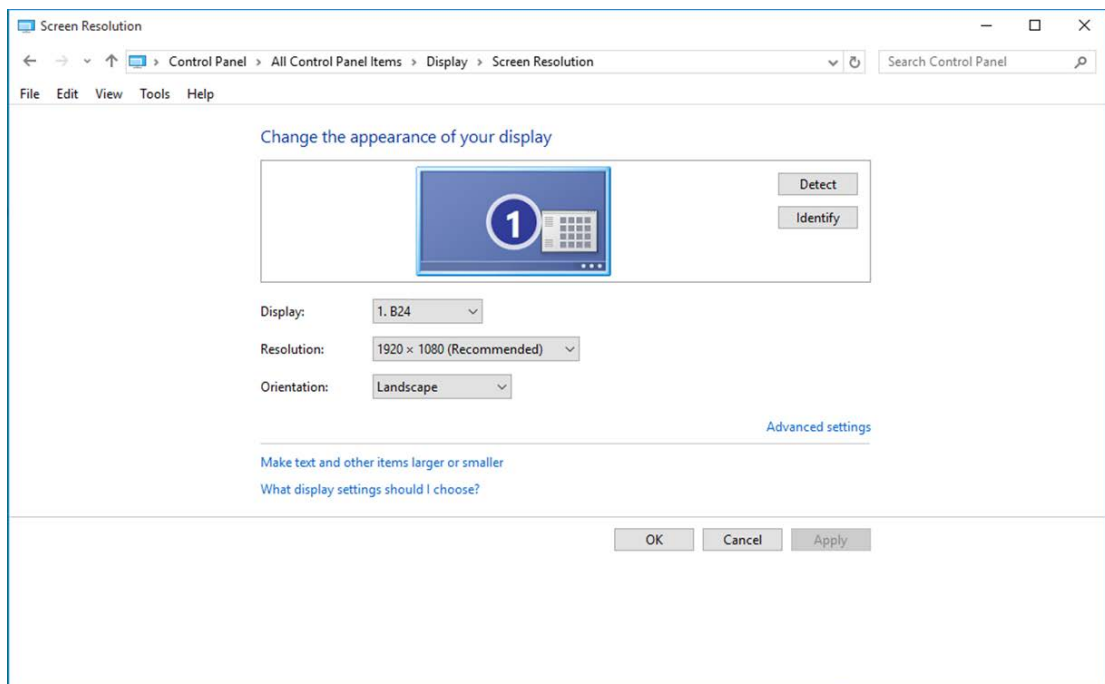 Screen Resolution
Control Panel > All Control Panel Items > Display > Screen Resolution
Search Control Panel
File Edit View Tools Help
Change the appearance of your display
1
Detect
Identify
Display: 1. B24
Resolution: 1920 × 1080 (Recommended)
Orientation: Landscape
Advanced settings
Make text and other items larger or smaller
What display settings should I choose?
OK Cancel Apply